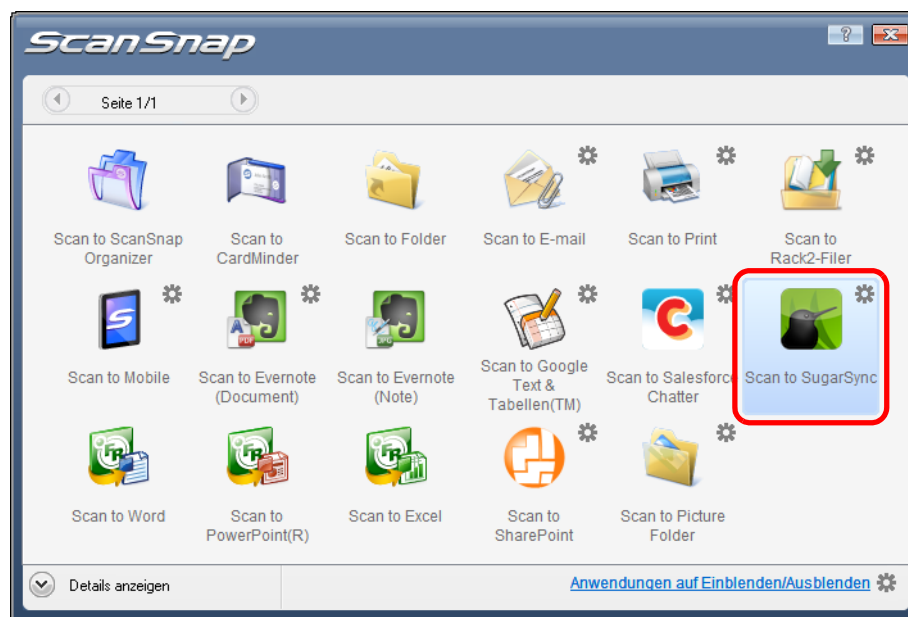 ScanSnap
?
Seite 1/1
Scan to ScanSnap
Organizer
Scan to
CardMinder
Scan to Folder
Scan to E-mail
Scan to Print
Scan to
Rack2-Filer
Scan to Mobile
Scan to Evernote
(Document)
Scan to Evernote
(Note)
Scan to Google
Text &
Tabellen(TM)
Scan to Salesforce
Chatter
Scan to SugarSync
Scan to Word
Scan to
PowerPoint(R)
Scan to Excel
Scan to
SharePoint
Scan to Picture
Folder
Details anzeigen
Anwendungen auf Einblenden/Ausblenden